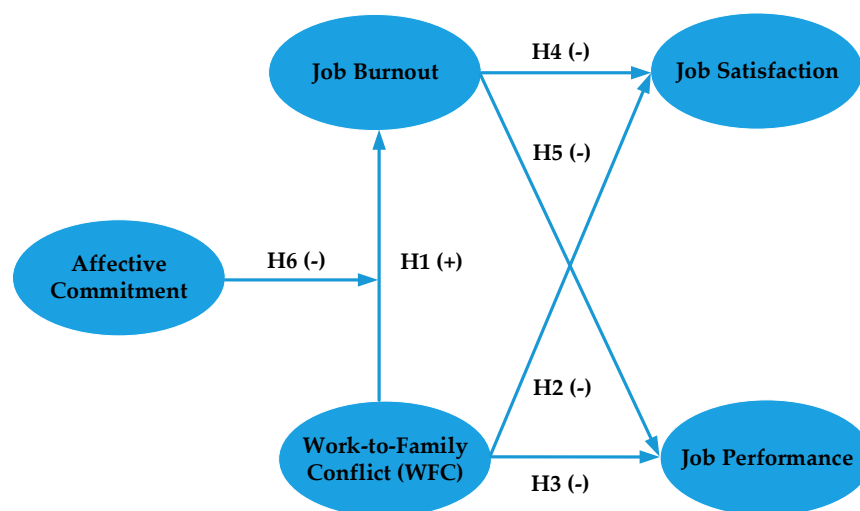 H4 (-)
Job Burnout
Job Satisfaction
H5 (-)
H6 (-)
H1 (+)
Affective
Commitment
H2 (-)
Work-to-Family
Conflict (WFC)
Job Performance
H3 (-)